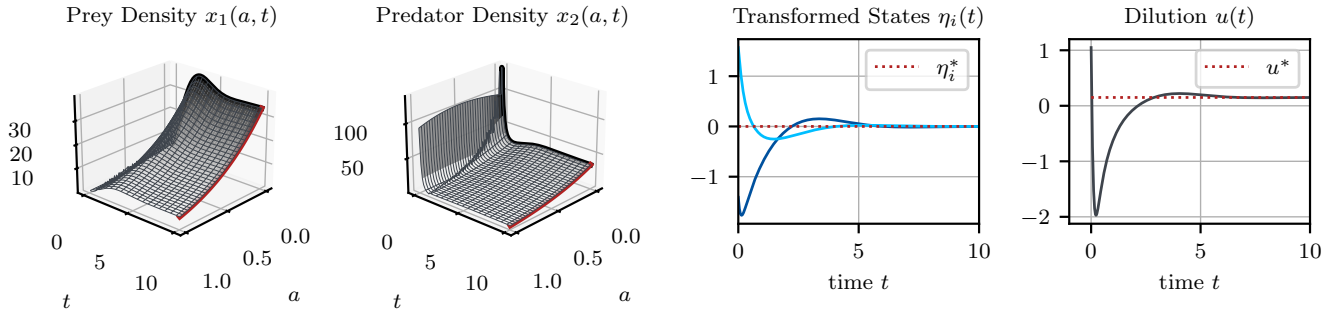 Prey Density x₁(a, t)
30
20
10
0
5
10
t
0.0
0.5
1.0
a
Predator Density x₂(a, t)
100
50
0
5
10
t
0.0
0.5
1.0
a
Transformed States ηᵢ(t)
1
0
−1
0
5
10
time t
ηᵢ*
Dilution u(t)
1
0
−1
−2
0
5
10
time t
u*